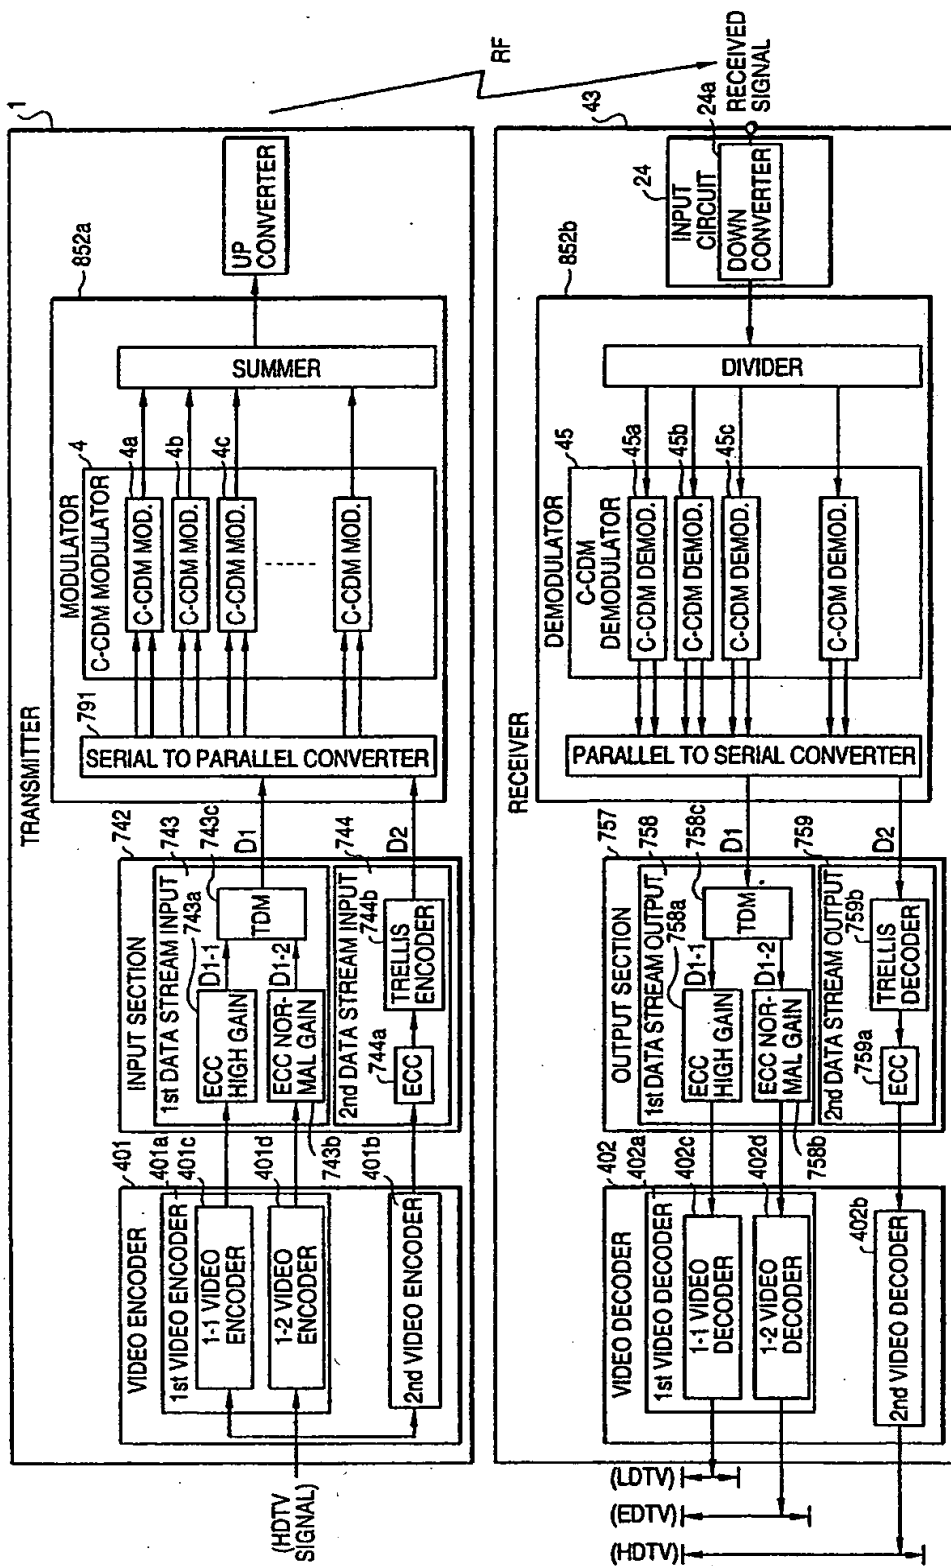 TRANSMITTER
1
(HDTV
SIGNAL)
VIDEO ENCODER
401
1st VIDEO ENCODER
401a
401c
1-1 VIDEO
ENCODER
401d
1-2 VIDEO
ENCODER
401b
2nd VIDEO ENCODER
INPUT SECTION
742
1st DATA STREAM INPUT
743
743a
743c
ECC
HIGH GAIN
D1-1
TDM
ECC NOR-
MAL GAIN
D1-2
743b
2nd DATA STREAM INPUT
744
744a
744b
ECC
TRELLIS
ENCODER
D1
D2
791
SERIAL TO PARALLEL CONVERTER
MODULATOR
C-CDM MODULATOR
4
4a
C-CDM MOD.
4b
C-CDM MOD.
4c
C-CDM MOD.
C-CDM MOD.
SUMMER
852a
UP
CONVERTER
RF
RECEIVED
SIGNAL
RECEIVER
43
24
INPUT
CIRCUIT
24a
DOWN
CONVERTER
852b
DIVIDER
DEMODULATOR
C-CDM
DEMODULATOR
45
45a
C-CDM DEMOD.
45b
C-CDM DEMOD.
45c
C-CDM DEMOD.
C-CDM DEMOD.
PARALLEL TO SERIAL CONVERTER
D1
D2
OUTPUT SECTION
757
1st DATA STREAM OUTPUT
758
758a
758c
ECC
HIGH GAIN
D1-1
TDM
ECC NOR-
MAL GAIN
D1-2
758b
2nd DATA STREAM OUTPUT
759
759a
759b
ECC
TRELLIS
DECODER
VIDEO DECODER
402
1st VIDEO DECODER
402a
402c
1-1 VIDEO
DECODER
402d
1-2 VIDEO
DECODER
402b
2nd VIDEO DECODER
(LDTV)
(EDTV)
(HDTV)